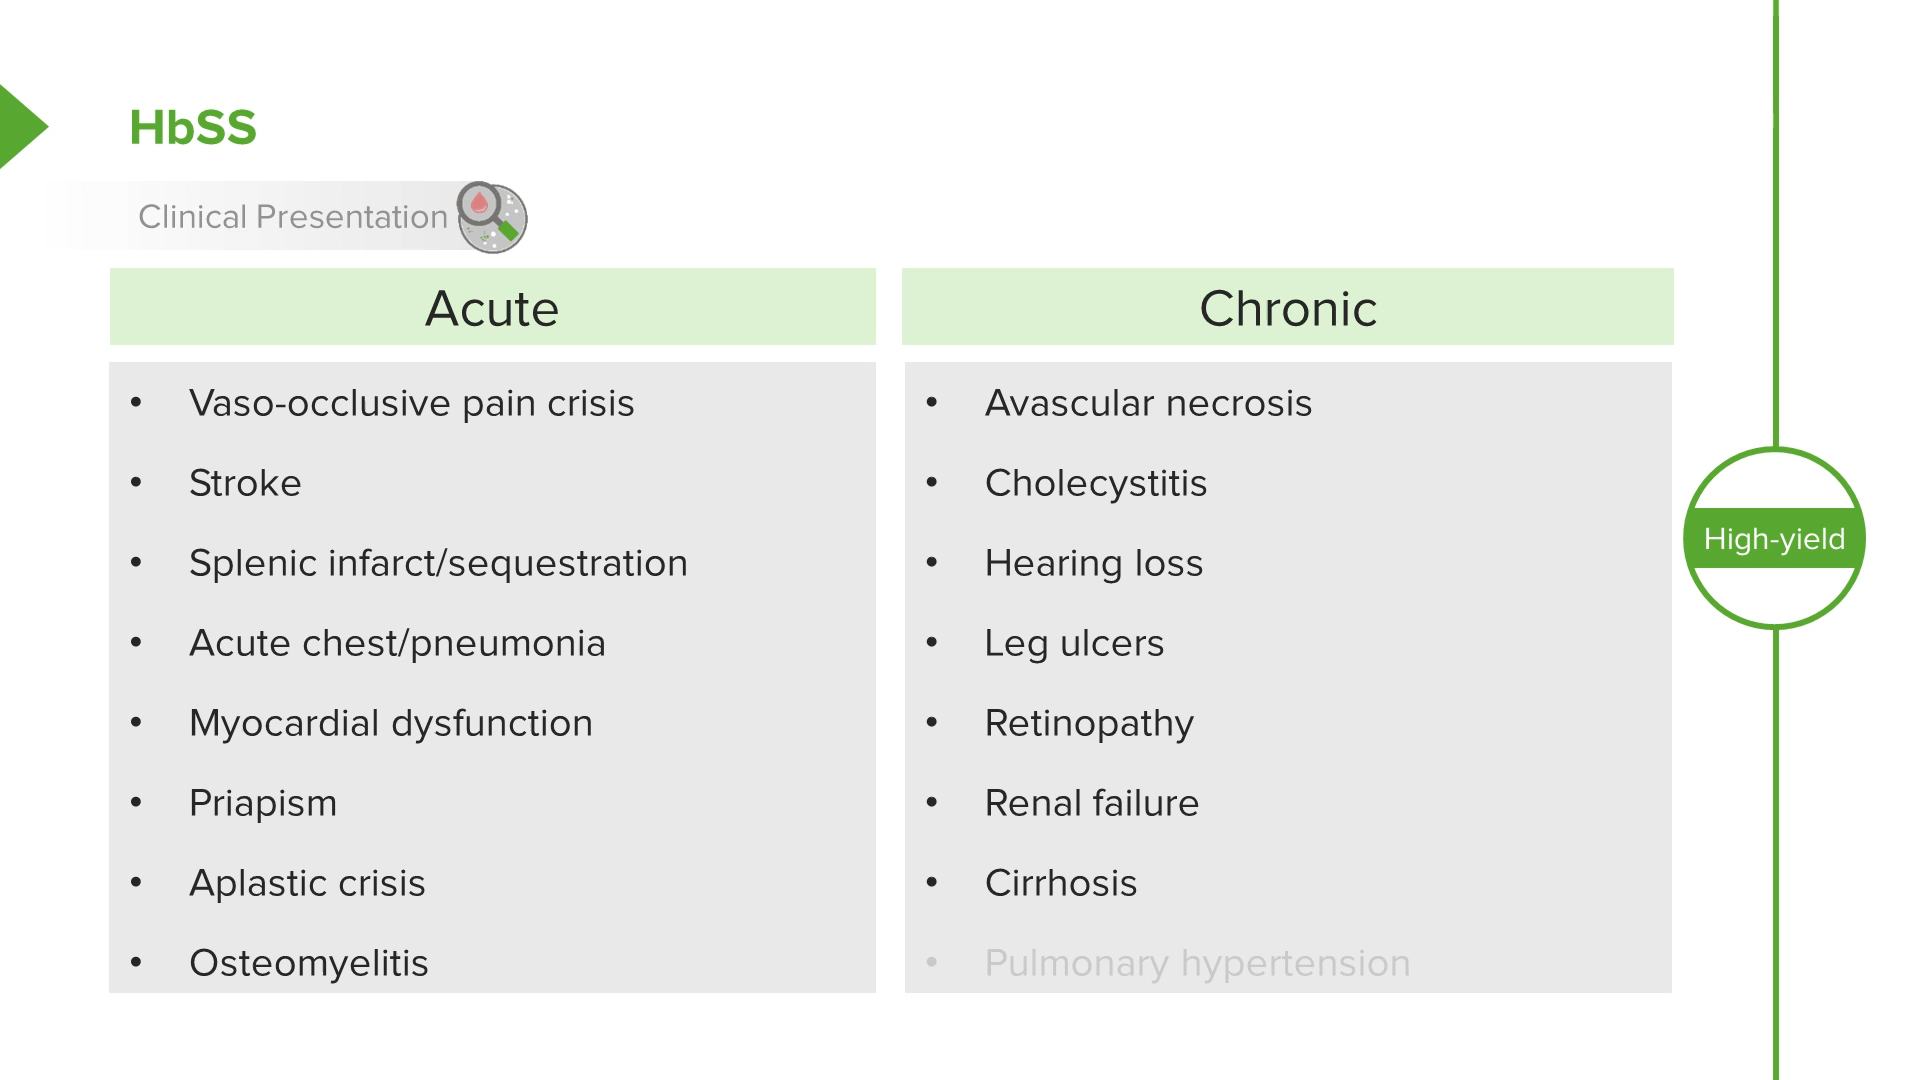 HbSS
Clinical Presentation
Acute
• Vaso-occlusive pain crisis
• Stroke
• Splenic infarct/sequestration
• Acute chest/pneumonia
• Myocardial dysfunction
• Priapism
• Aplastic crisis
• Osteomyelitis
Chronic
• Avascular necrosis
• Cholecystitis
• Hearing loss
• Leg ulcers
• Retinopathy
• Renal failure
• Cirrhosis
• Pulmonary hypertension
High-yield